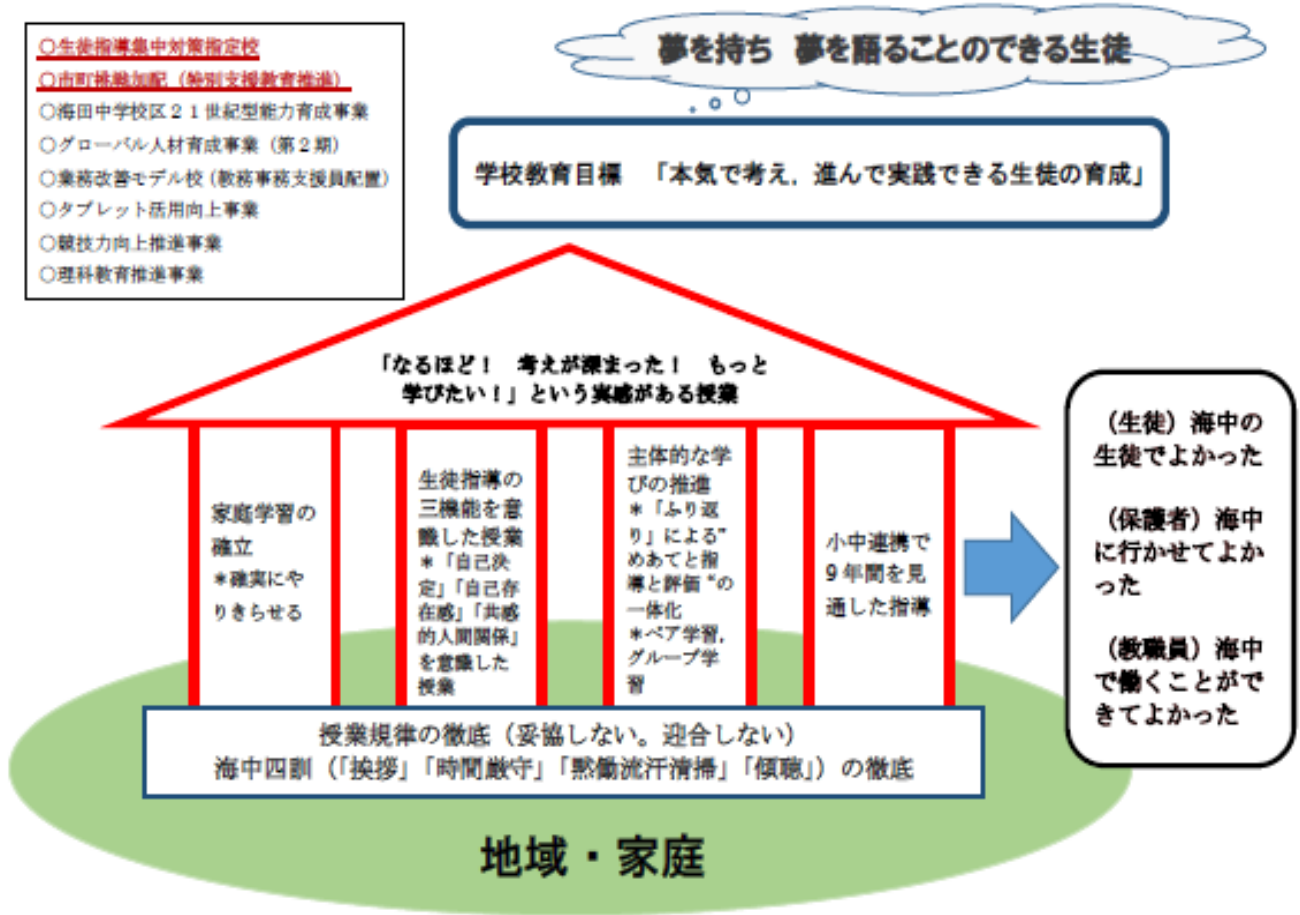 ○生徒指導集中対策指定校
○市町挑戦加配（特別支援教育推進）
○海田中学校区２１世紀型能力育成事業
○グローバル人材育成事業（第２期）
○業務改善モデル校（教務事務支援員配置）
○タブレット活用向上事業
○競技力向上推進事業
○理科教育推進事業
夢を持ち　夢を語ることのできる生徒
学校教育目標　「本気で考え，進んで実践できる生徒の育成」
「なるほど！　考えが深まった！　もっと
学びたい！」という実感がある授業
家庭学習の
確立
＊確実にや
りきらせる
生徒指導の
三機能を意
識した授業
＊「自己決
定」「自己存
在感」「共感
的人間関係」
を意識した
授業
主体的な学
びの推進
＊「ふり返
り」による”
めあてと指
導と評価“の
一体化
＊ペア学習，
グループ学
習
小中連携で
9年間を見
通した指導
（生徒）海中の
生徒でよかった
（保護者）海中
に行かせてよか
った
（教職員）海中
で働くことがで
きてよかった
授業規律の徹底（妥協しない。迎合しない）
海中四訓（「挨拶」「時間厳守」「黙働流汗清掃」「傾聴」）の徹底
地域・家庭